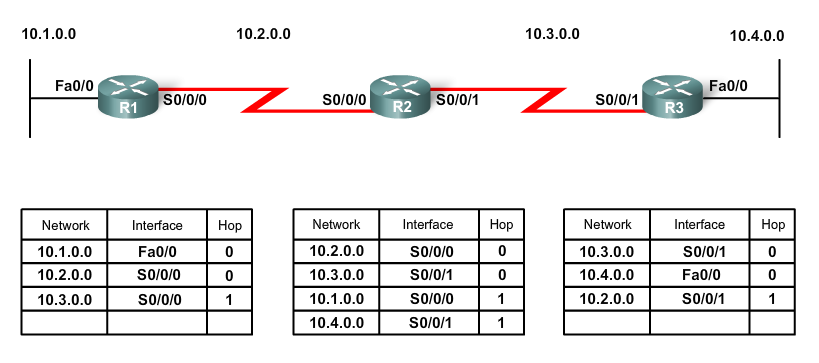 10.1.0.0 10.2.0.0 10.3.0.0 10.4.0.0
Fa0/0 R1 S0/0/0 S0/0/0 R2 S0/0/1 S0/0/1 R3 Fa0/0
Network Interface Hop
10.1.0.0 Fa0/0 0
10.2.0.0 S0/0/0 0
10.3.0.0 S0/0/0 1
Network Interface Hop
10.2.0.0 S0/0/0 0
10.3.0.0 S0/0/1 0
10.1.0.0 S0/0/0 1
10.4.0.0 S0/0/1 1
Network Interface Hop
10.3.0.0 S0/0/1 0
10.4.0.0 Fa0/0 0
10.2.0.0 S0/0/1 1